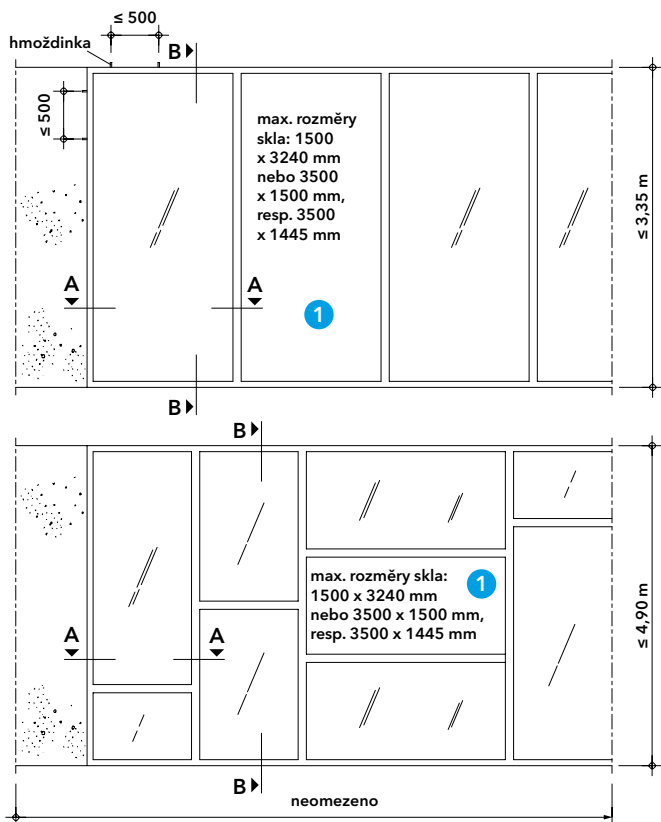 ≤ 500
hmoždinka
B
≤ 500
max. rozměry
skla: 1500
x 3240 mm
nebo 3500
x 1500 mm,
resp. 3500
x 1445 mm
≤ 3,35 m
A
A
1
B
B
max. rozměry skla:
1500 x 3240 mm
nebo 3500 x 1500 mm,
resp. 3500 x 1445 mm
1
≤ 4,90 m
A
A
B
neomezeno